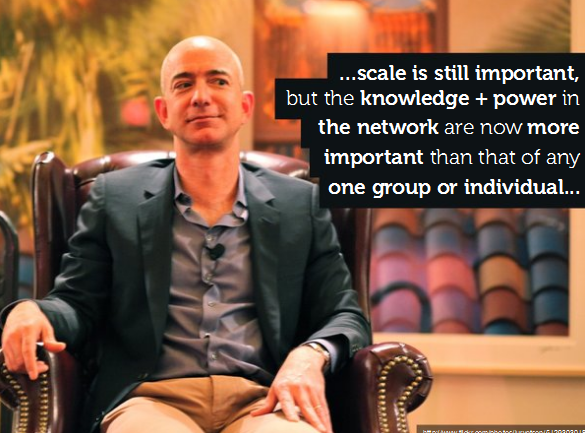 ...scale is still important,
but the knowledge + power in
the network are now more
important than that of any
one group or individual...